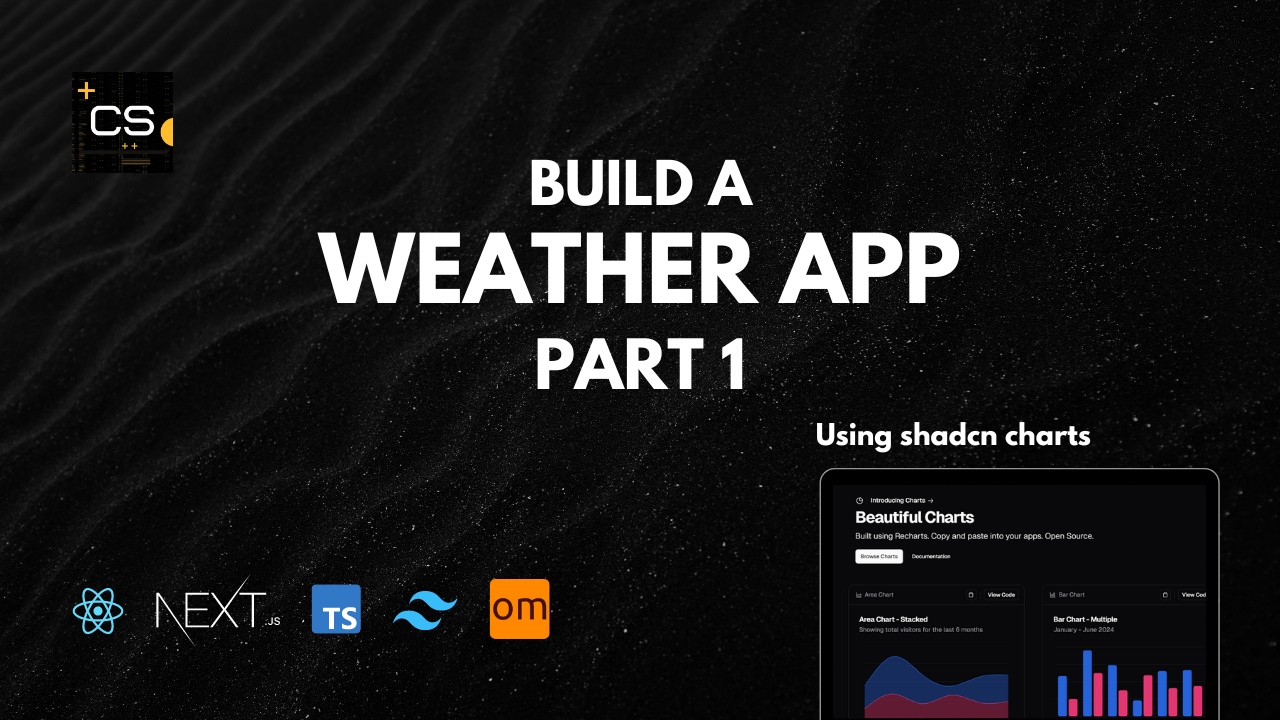 CS
++
BUILD A
WEATHER APP
PART 1
Using shadcn charts
Introducing Charts →
Beautiful Charts
Built using Recharts. Copy and paste into your apps. Open Source.
Browse Charts Documentation
Area Chart View Code
Bar Chart View Cod
Area Chart - Stacked
Showing total visitors for the last 6 months
Bar Chart - Multiple
January - June 2024
NEXT.JS
TS
om